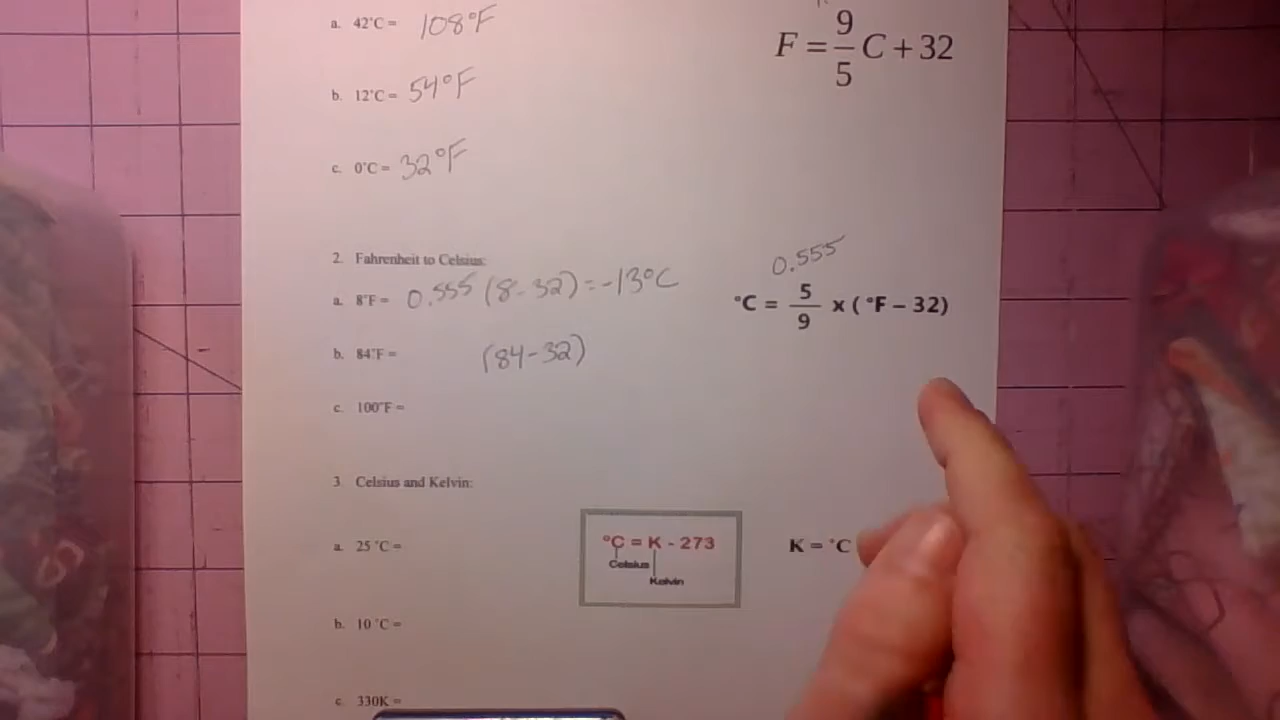 a. 42°C = 108°F
F = 9/5 C + 32
b. 12°C = 54°F
c. 0°C = 32°F
2. Fahrenheit to Celsius:
0.555
a. 8°F = 0.555 (8-32) = -13°C
°C = 5/9 x (°F – 32)
b. 84°F = (84-32)
c. 100°F =
3 Celsius and Kelvin:
a. 25 °C =
°C = K - 273
Celsius
Kelvin
K = °C
b. 10 °C =
c. 330K =